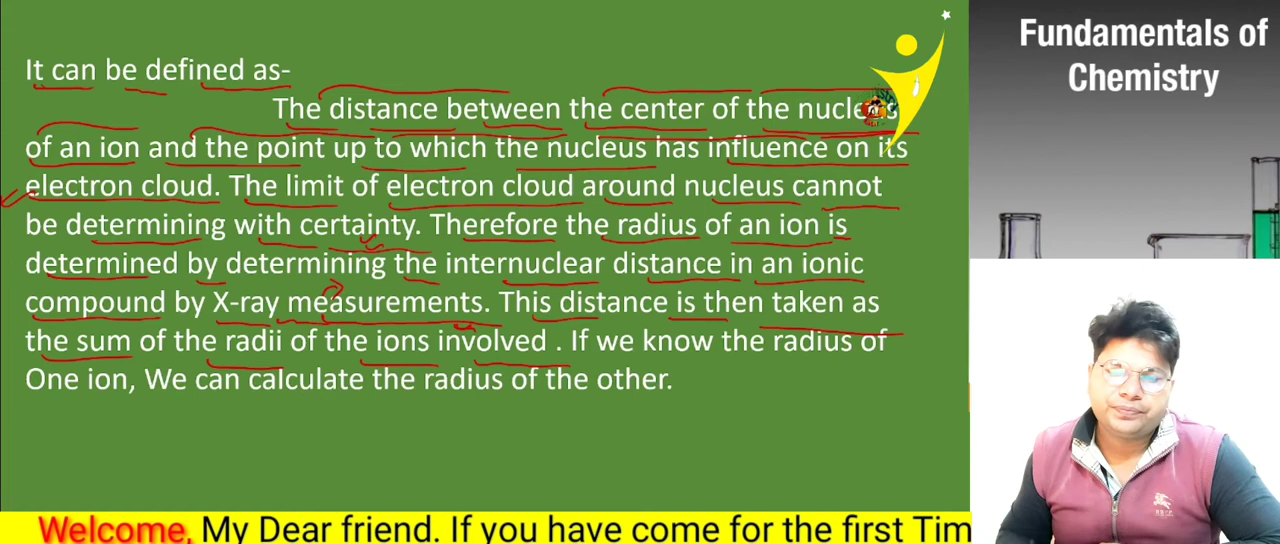 It can be defined as-
The distance between the center of the nucleus
of an ion and the point up to which the nucleus has influence on its
electron cloud. The limit of electron cloud around nucleus cannot
be determining with certainty. Therefore the radius of an ion is
determined by determining the internuclear distance in an ionic
compound by X-ray measurements. This distance is then taken as
the sum of the radii of the ions involved . If we know the radius of
One ion, We can calculate the radius of the other.
Fundamentals of
Chemistry
Welcome, My Dear friend. If you have come for the first Tim